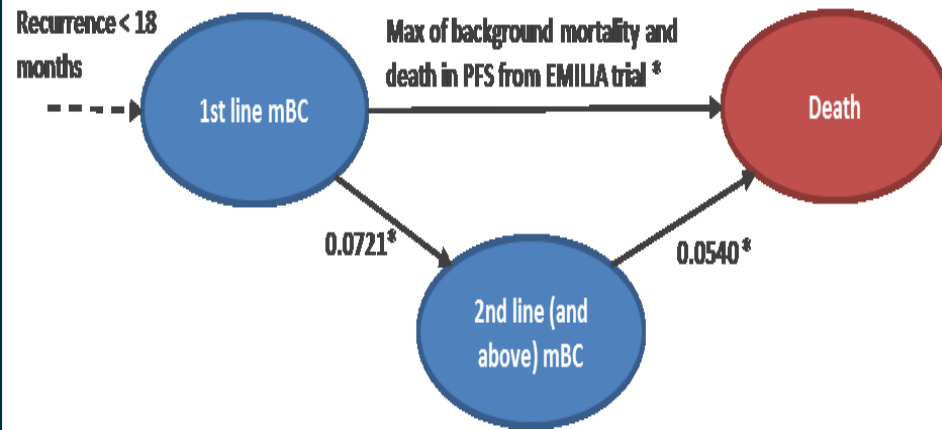 Recurrence < 18
months
Max of background mortality and
death in PFS from EMILIA trial *
1st line mBC
Death
0.0721*
0.0540 *
2nd line (and
above) mBC